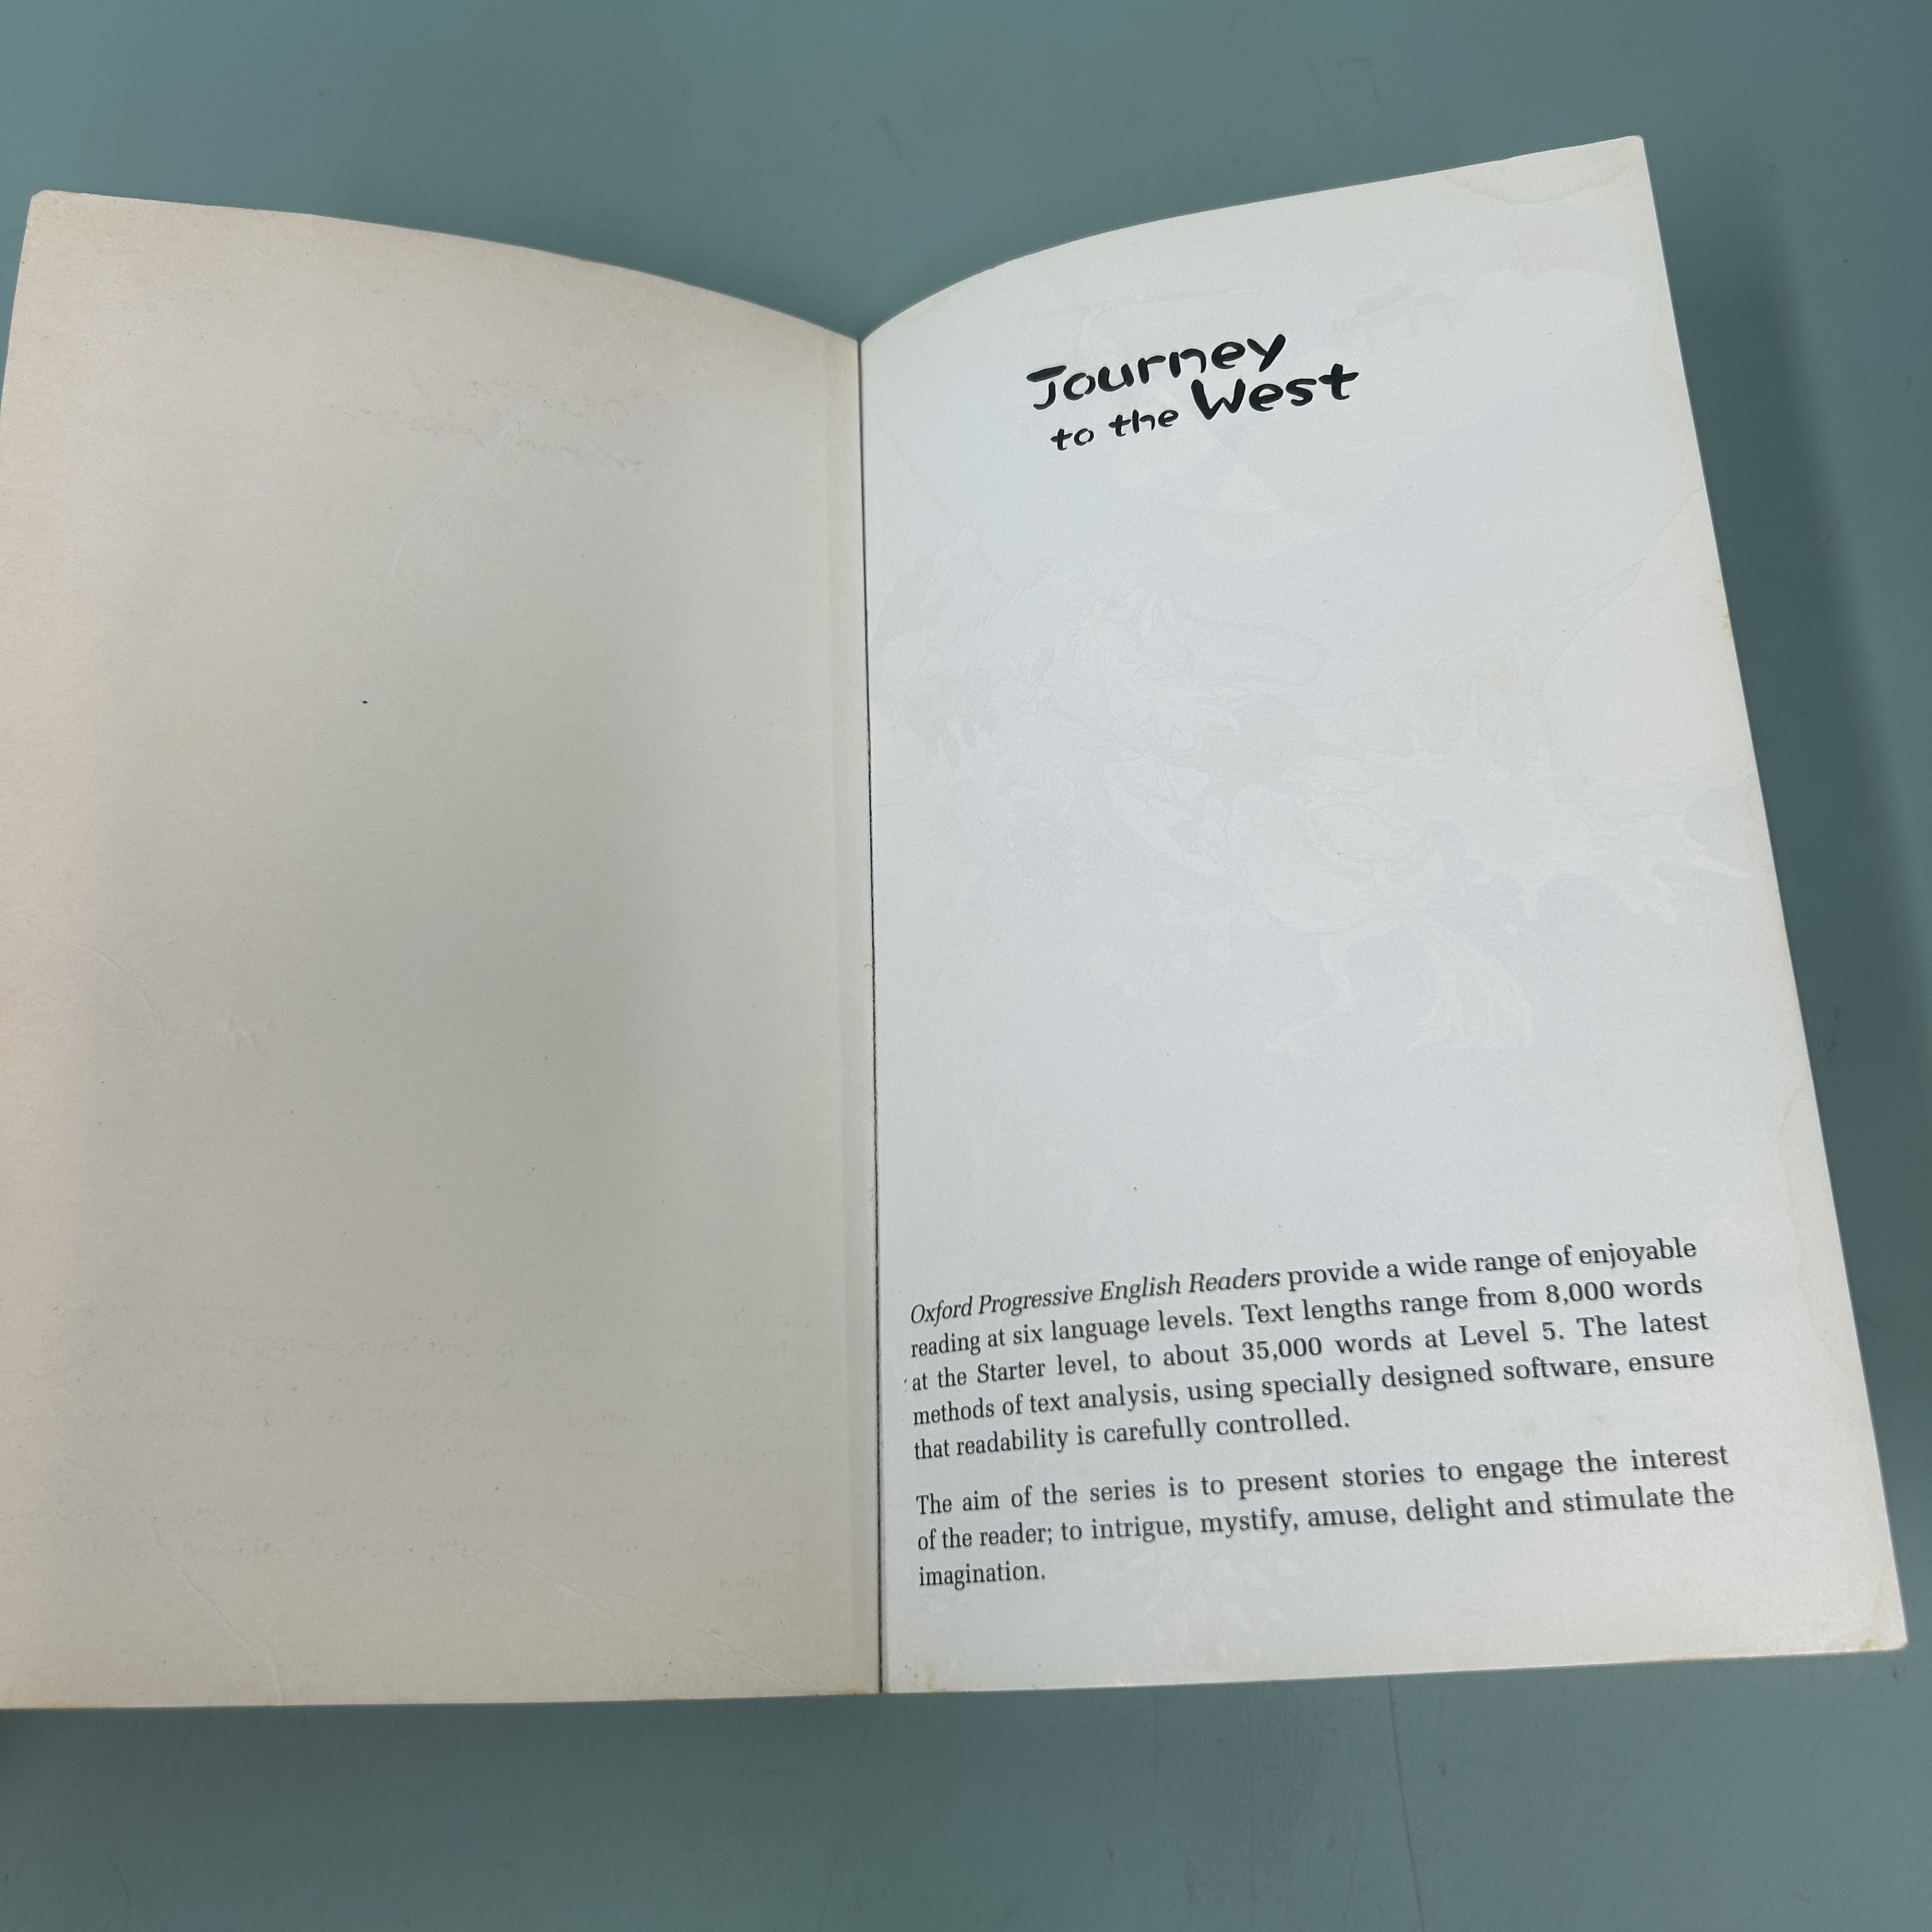 Journey
to the West
Oxford Progressive English Readers provide a wide range of enjoyable
reading at six language levels. Text lengths range from 8,000 words
at the Starter level, to about 35,000 words at Level 5. The latest
methods of text analysis, using specially designed software, ensure
that readability is carefully controlled.
The aim of the series is to present stories to engage the interest
of the reader; to intrigue, mystify, amuse, delight and stimulate the
imagination.